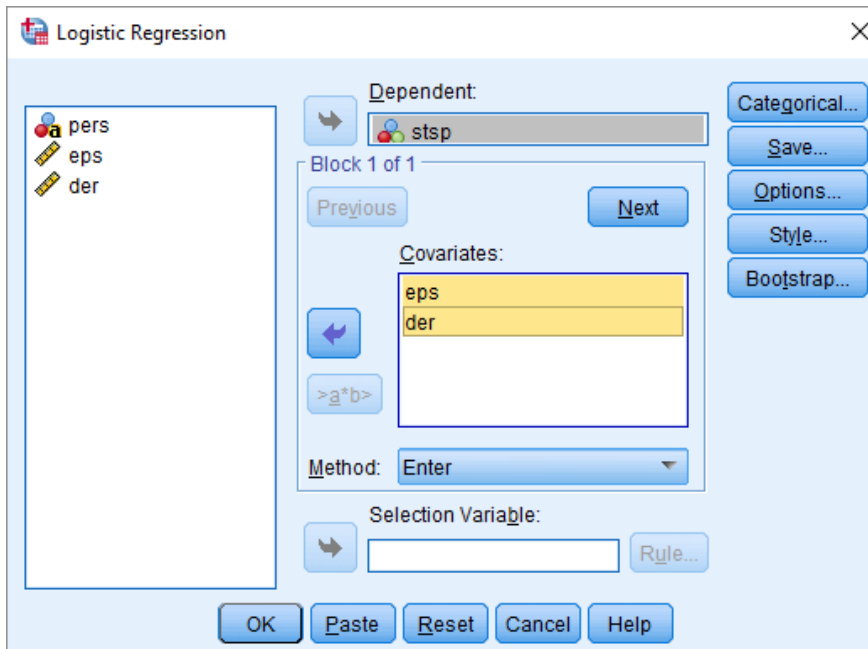 Logistic Regression
pers
eps
der
Dependent:
stsp
Block 1 of 1
Previous
Next
Covariates:
eps
der
>a*b>
Method:
Enter
Selection Variable:
Rule...
Categorical...
Save...
Options...
Style...
Bootstrap...
OK
Paste
Reset
Cancel
Help